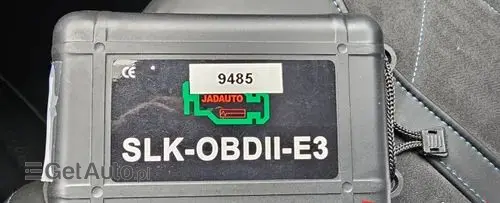 CE
9485
JADAUTO
SLK-OBDII-E3
GetAuto.pl